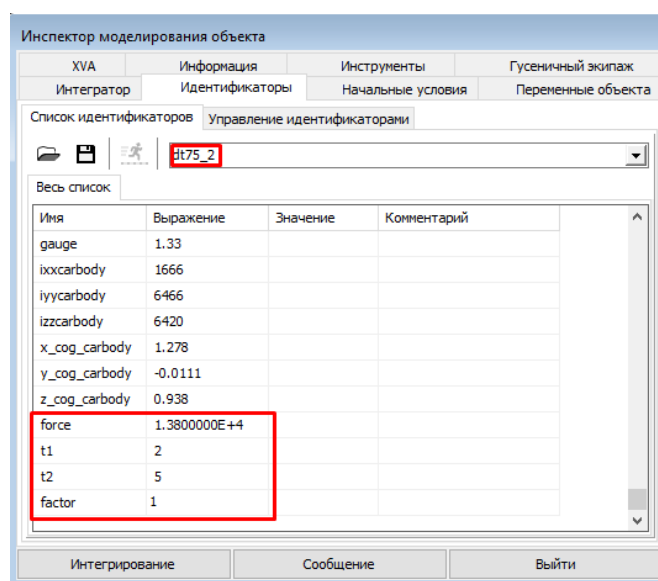 Инспектор моделирования объекта
XVA Информация Инструменты Гусеничный экипаж
Интегратор Идентификаторы Начальные условия Переменные объекта
Список идентификаторов Управление идентификаторами
dt75_2
Весь список
Имя Выражение Значение Комментарий
gauge 1.33
ixxcarbody 1666
iyycarbody 6466
izzcarbody 6420
x_cog_carbody 1.278
y_cog_carbody -0.0111
z_cog_carbody 0.938
force 1.3800000E+4
t1 2
t2 5
factor 1
Интегрирование Сообщение Выйти